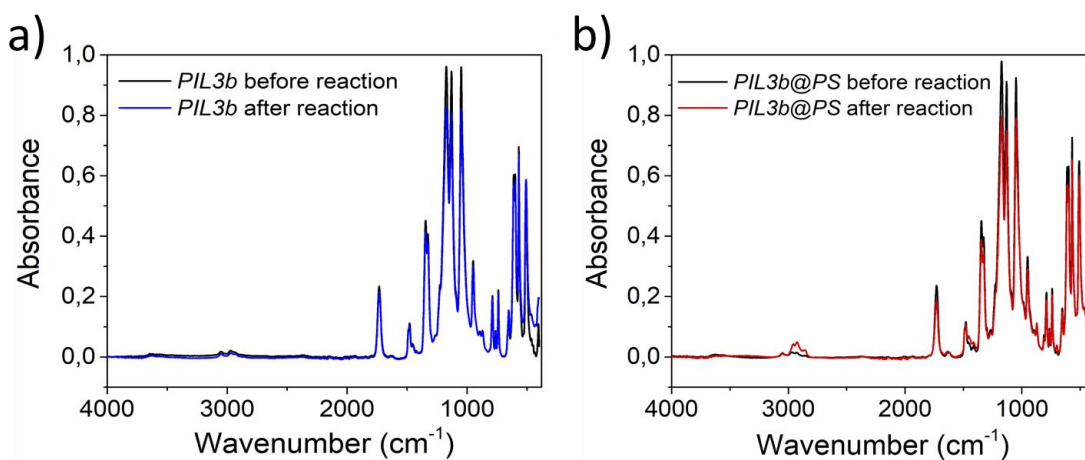 a)
1,0
0,8
0,6
0,4
0,2
0,0
Absorbance
PIL3b before reaction
PIL3b after reaction
4000 3000 2000 1000
Wavenumber (cm-1)
b)
1,0
0,8
0,6
0,4
0,2
0,0
Absorbance
PIL3b@PS before reaction
PIL3b@PS after reaction
4000 3000 2000 1000
Wavenumber (cm-1)